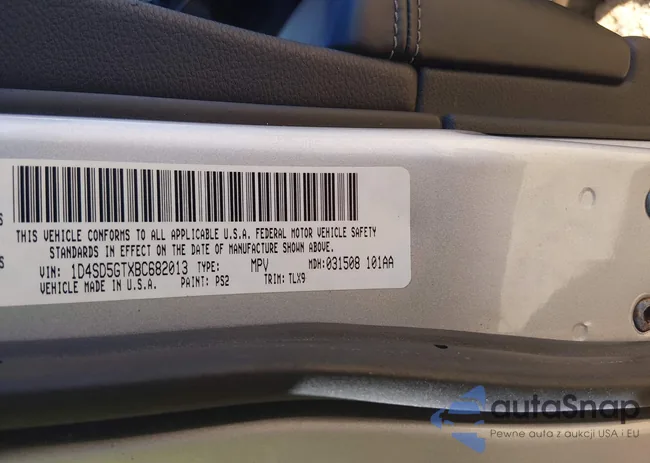 THIS VEHICLE CONFORMS TO ALL APPLICABLE U.S.A. FEDERAL MOTOR VEHICLE SAFETY
STANDARDS IN EFFECT ON THE DATE OF MANUFACTURE SHOWN ABOVE.
VIN: 1D4SD5GTXBC682013 TYPE: MPV MDH: 031508 101AA
VEHICLE MADE IN U.S.A. PAINT: PS2 TRIM: TLX9
autaSnap
Pewne auta z aukcji USA i EU